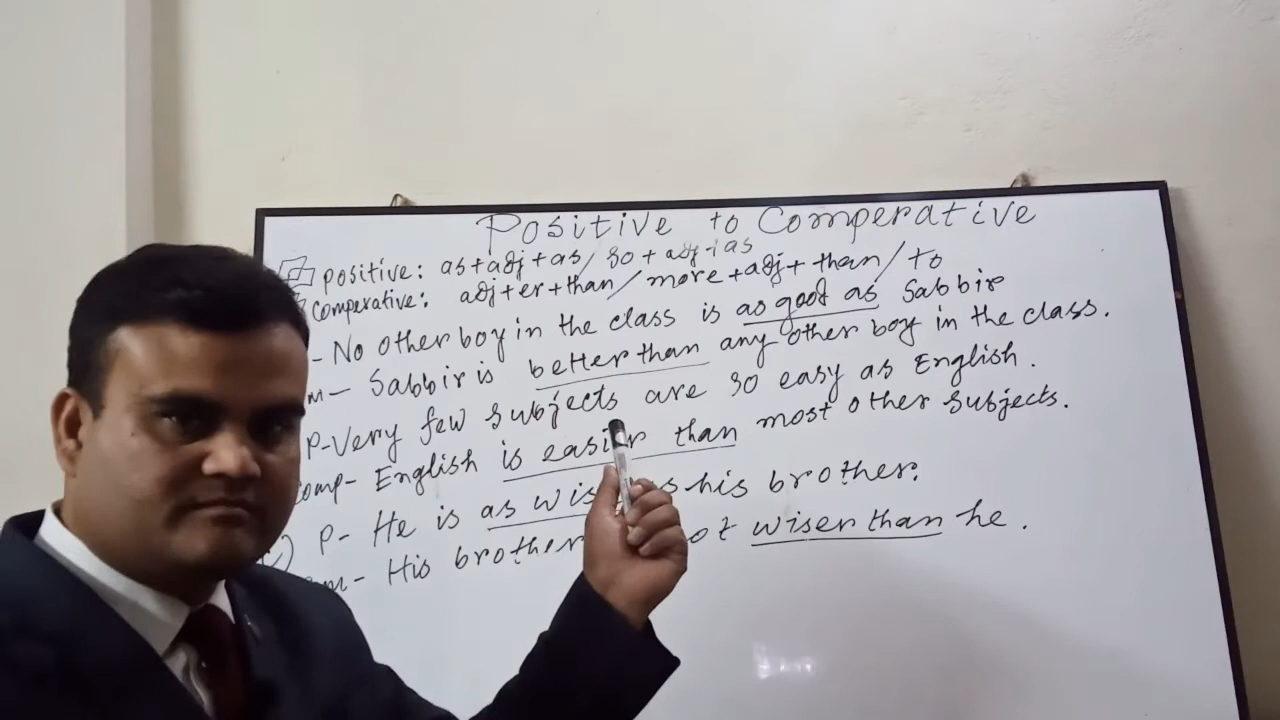 Positive to Comperative
positive: as+adj+as/ so+adj+as
Comperative: adj+er+than/ more+adj+than/ to
- No other boy in the class is as good as Sabbir
m- Sabbir is better than any other boy in the class.
P-Very few subjects are so easy as English.
Comp- English is easier than most other subjects.
P- He is as his brother.
m- His brother wiser than he.